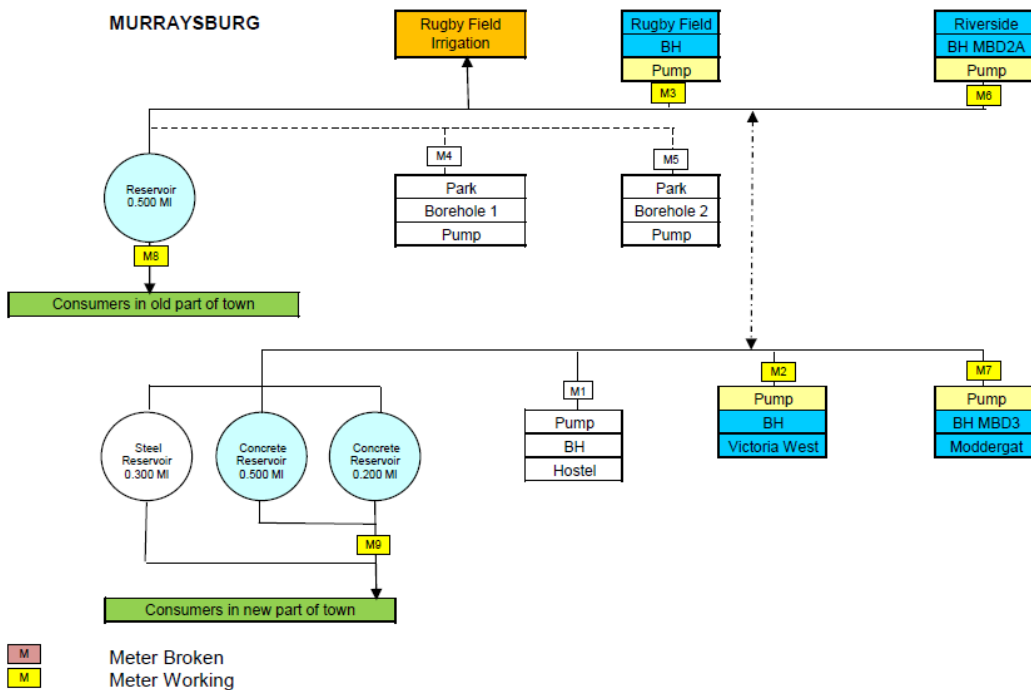 MURRAYSBURG
Rugby Field
Irrigation
Rugby Field
BH
Pump
M3
Riverside
BH MBD2A
Pump
M6
M4
Park
Borehole 1
Pump
M5
Park
Borehole 2
Pump
Reservoir
0.500 Ml
M8
Consumers in old part of town
M1
Pump
BH
Hostel
M2
Pump
BH
Victoria West
M7
Pump
BH MBD3
Moddergat
Steel
Reservoir
0.300 Ml
Concrete
Reservoir
0.500 Ml
Concrete
Reservoir
0.200 Ml
M9
Consumers in new part of town
M Meter Broken
M Meter Working